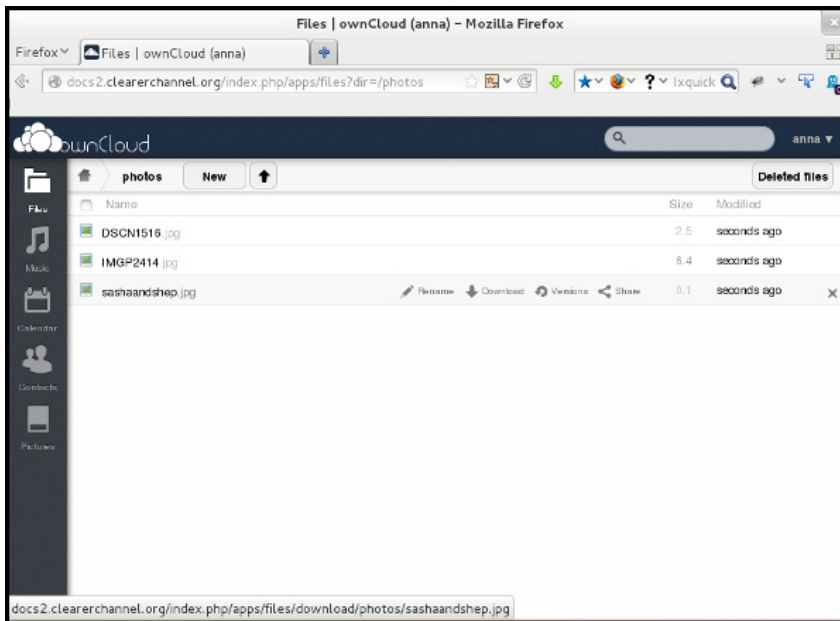 Files | ownCloud (anna) – Mozilla Firefox
Firefox
Files | ownCloud (anna)
docs2.clearerchannel.org/index.php/apps/files?dir=/photos
Ixquick
ownCloud
anna
photos
New
Deleted files
Files
Name
Size
Modified
DSCN1516.jpg
2.5
seconds ago
Music
IMGP2414.jpg
6.4
seconds ago
sashaandshep.jpg
Rename
Download
Versions
Share
0.1
seconds ago
Calendar
Contacts
Pictures
docs2.clearerchannel.org/index.php/apps/files/download/photos/sashaandshep.jpg